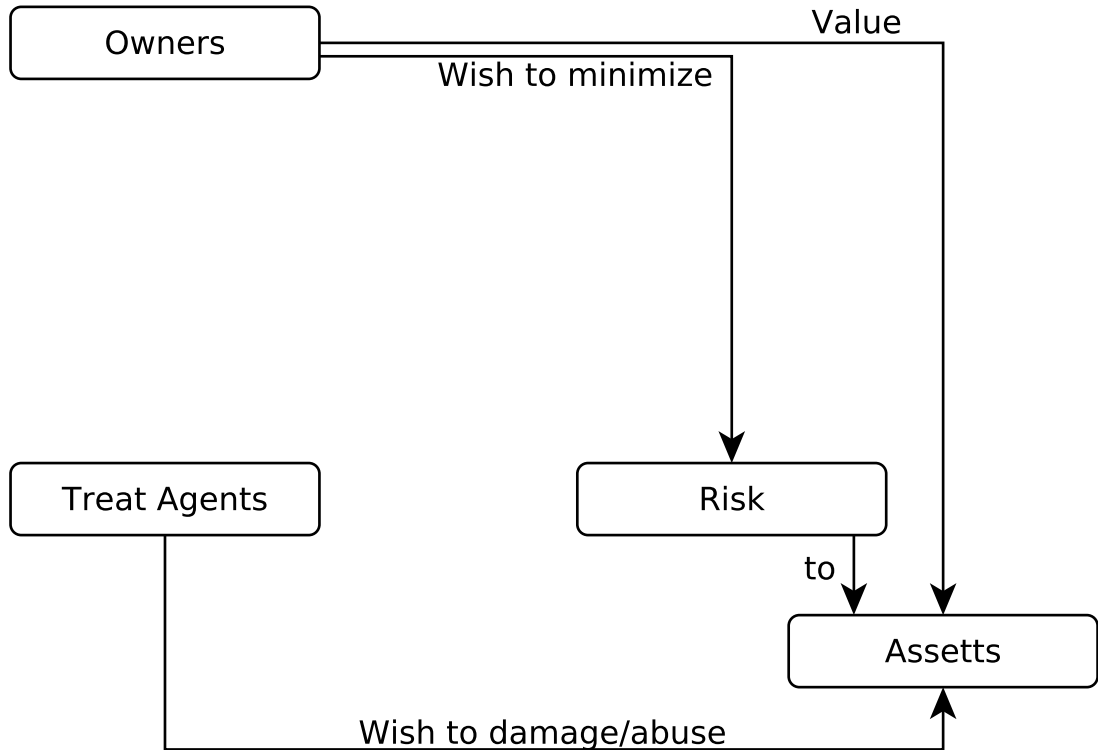 Owners
Value
Wish to minimize
Treat Agents
Risk
to
Assetts
Wish to damage/abuse